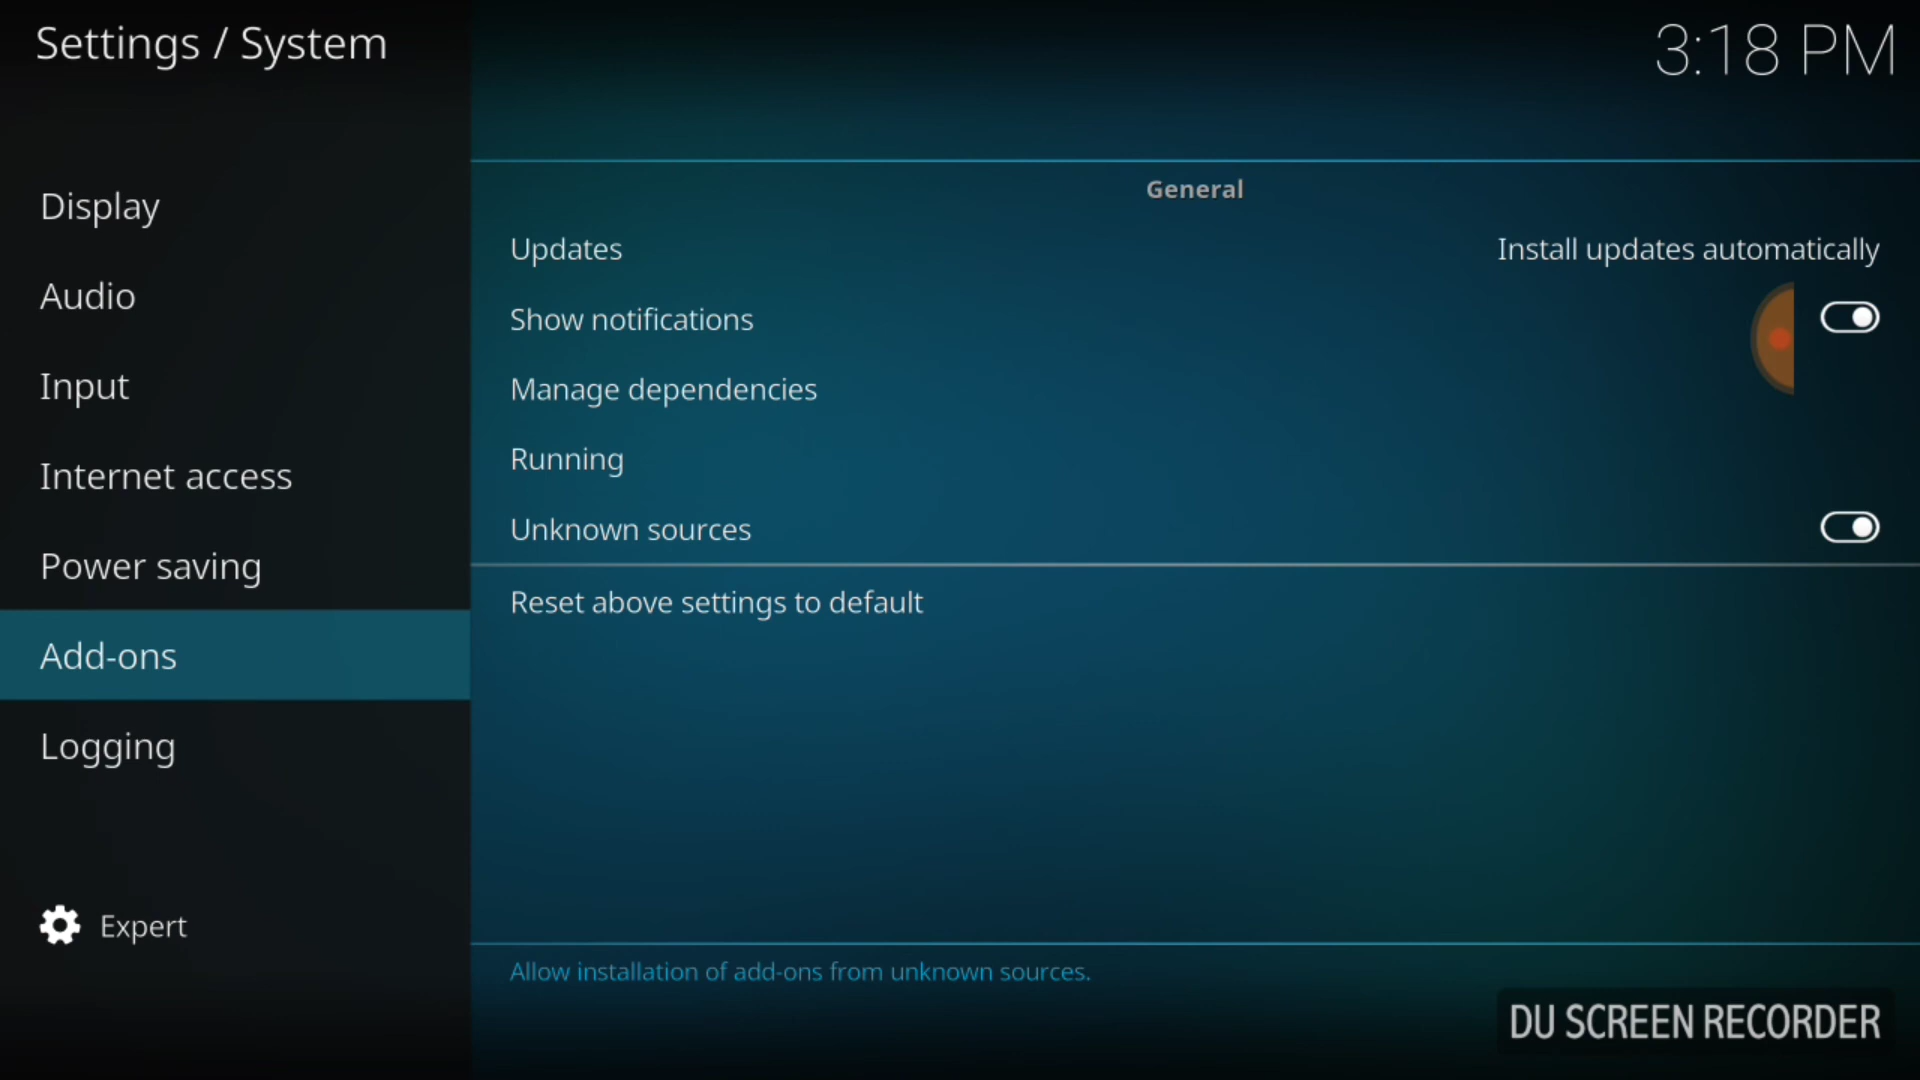 Settings / System
3:18 PM
Display
Audio
Input
Internet access
Power saving
Add-ons
Logging
Expert
General
Updates
Install updates automatically
Show notifications
Manage dependencies
Running
Unknown sources
Reset above settings to default
Allow installation of add-ons from unknown sources.
DU SCREEN RECORDER